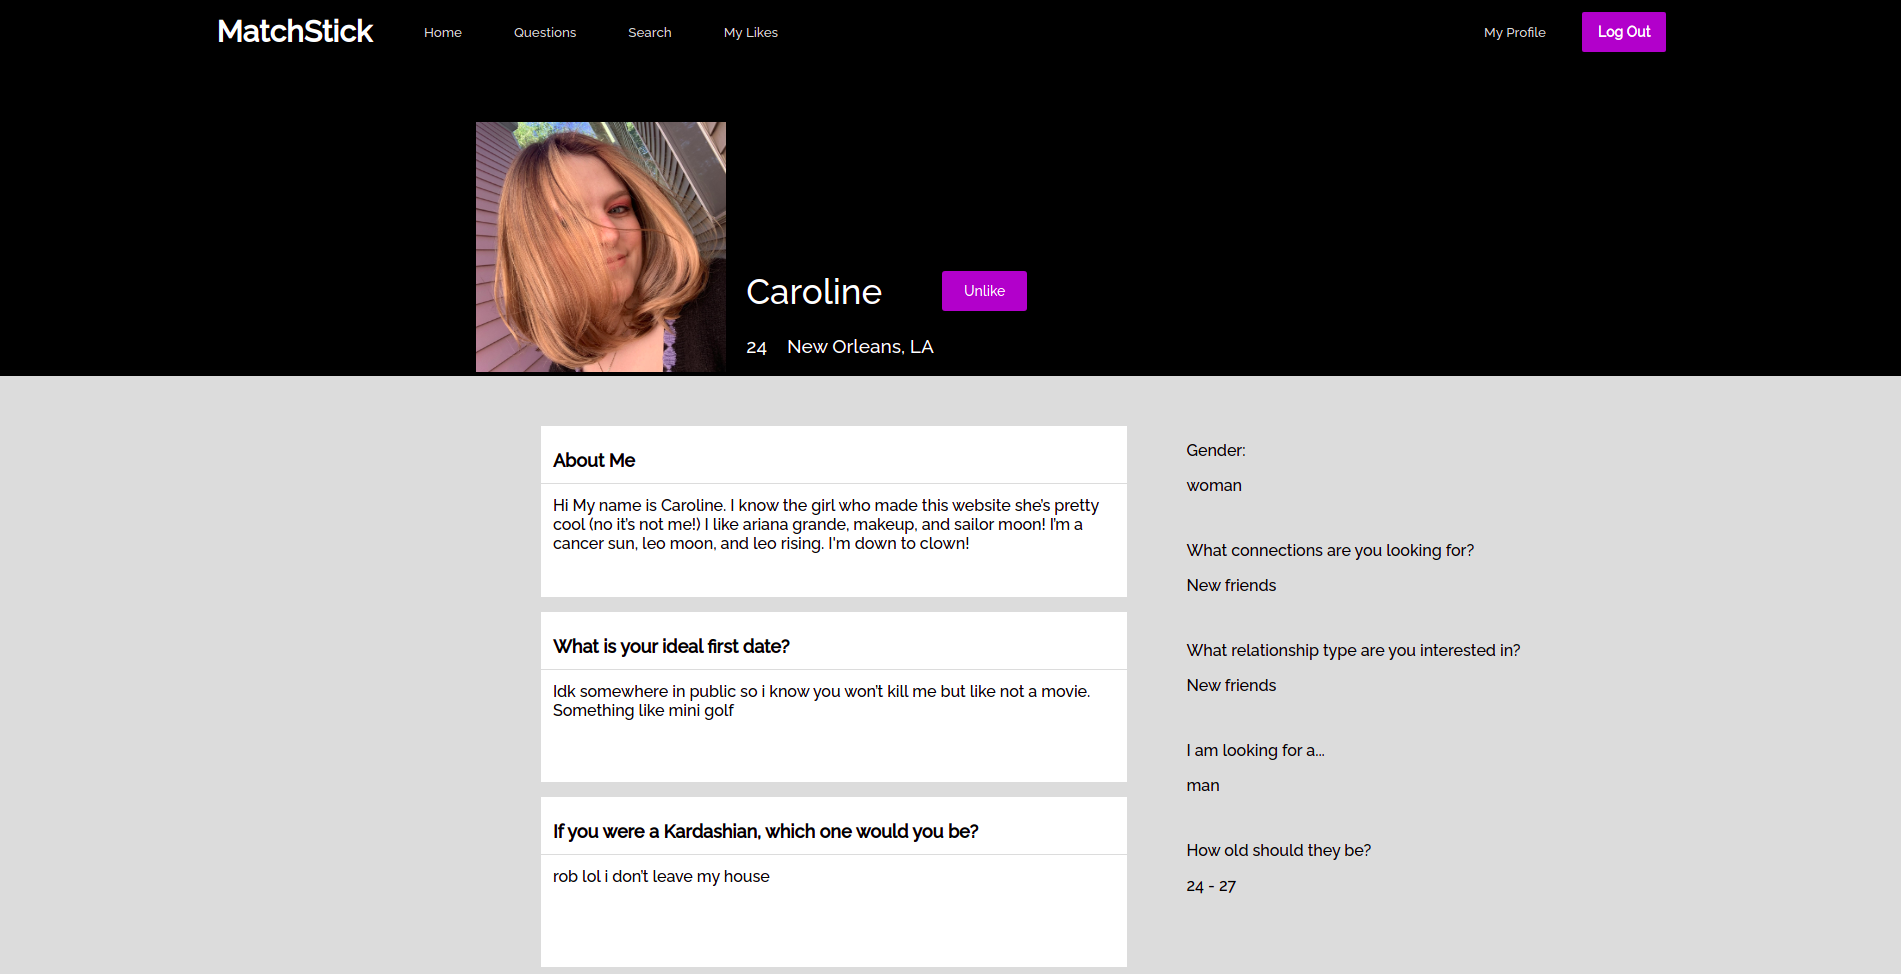 MatchStick Home Questions Search My Likes My Profile Log Out
Caroline Unlike
24 New Orleans, LA
About Me
Hi My name is Caroline. I know the girl who made this website she's pretty
cool (no it's not me!) I like ariana grande, makeup, and sailor moon! I'm a
cancer sun, leo moon, and leo rising. I'm down to clown!
What is your ideal first date?
Idk somewhere in public so i know you won't kill me but like not a movie.
Something like mini golf
If you were a Kardashian, which one would you be?
rob lol i don't leave my house
Gender:
woman
What connections are you looking for?
New friends
What relationship type are you interested in?
New friends
I am looking for a...
man
How old should they be?
24 - 27